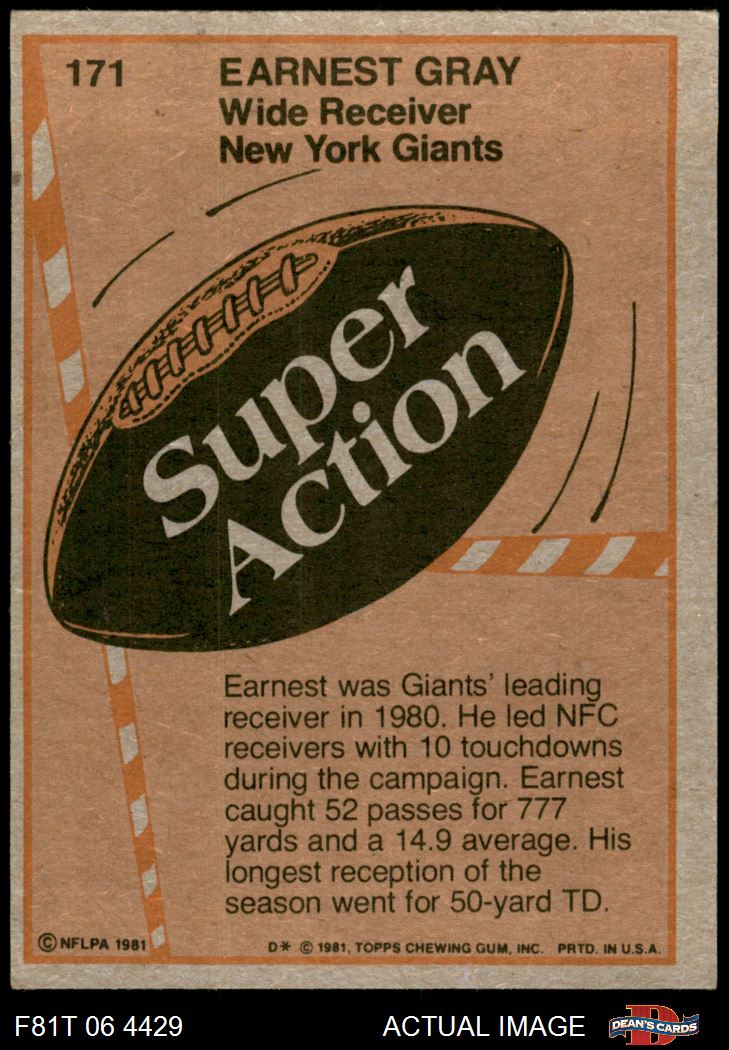 171
EARNEST GRAY
Wide Receiver
New York Giants
Super
Action
Earnest was Giants' leading
receiver in 1980. He led NFC
receivers with 10 touchdowns
during the campaign. Earnest
caught 52 passes for 777
yards and a 14.9 average. His
longest reception of the
season went for 50-yard TD.
© NFLPA 1981
D* © 1981, TOPPS CHEWING GUM, INC. PRTD. IN U.S.A.
F81T 06 4429
ACTUAL IMAGE
D
DEAN'S CARDS